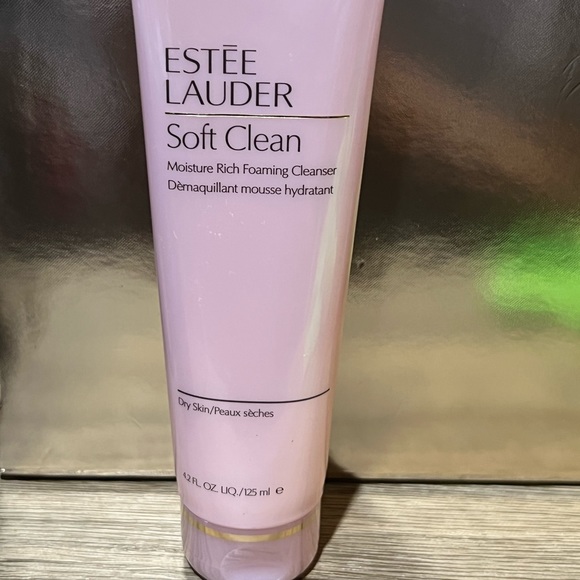 ESTĒE
LAUDER
Soft Clean
Moisture Rich Foaming Cleanser
Dèmaquillant mousse hydratant
Dry Skin/Peaux sèches
4.2 FL. OZ. LIQ./125 ml ℮